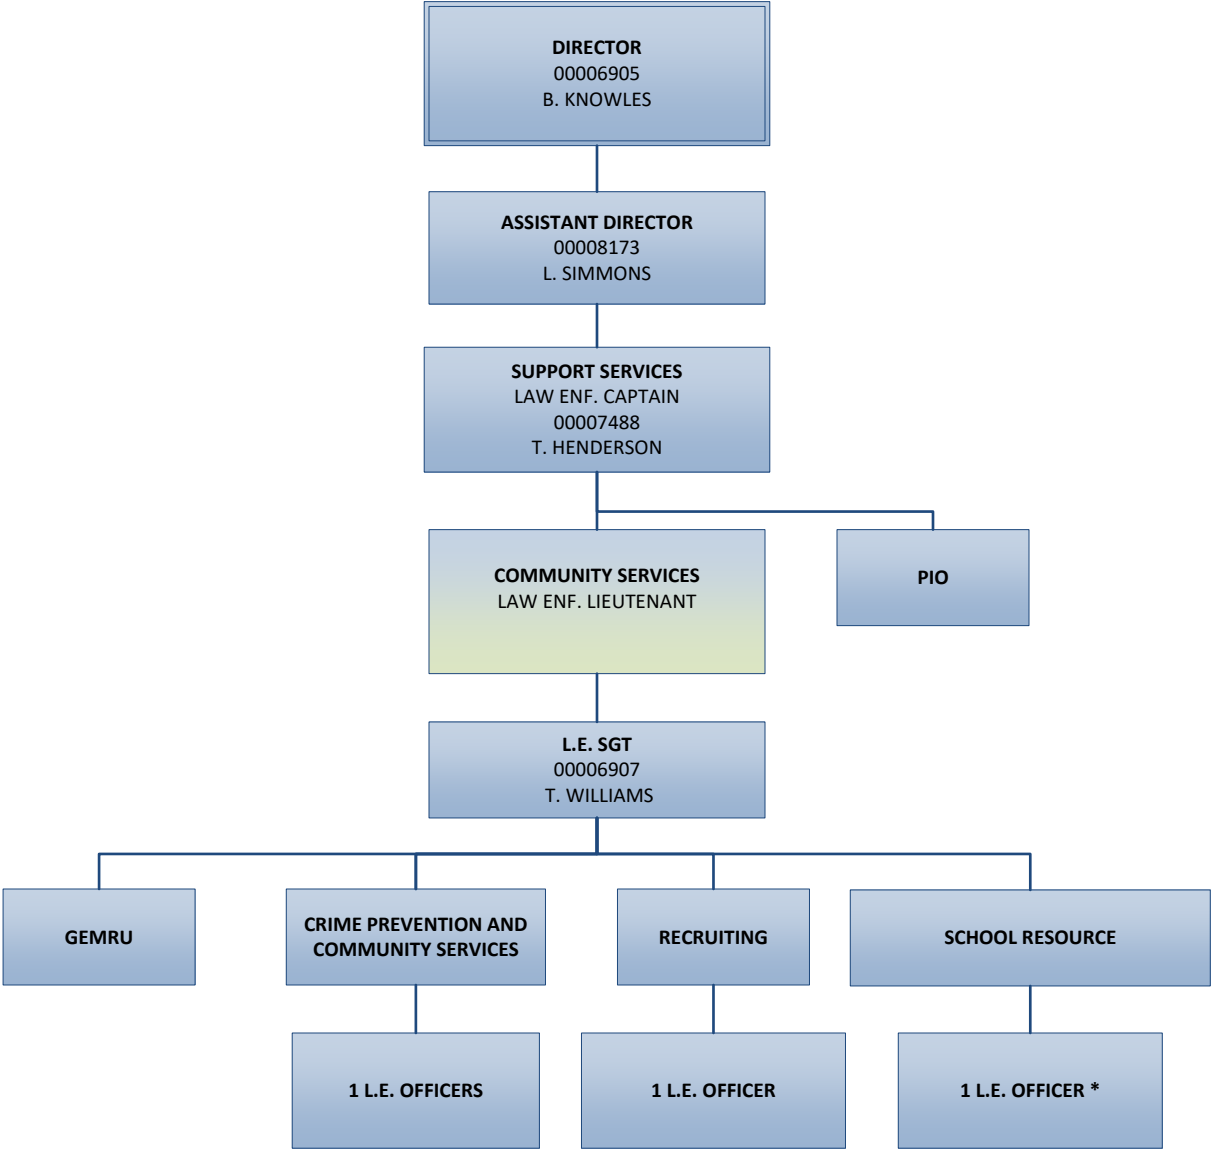 DIRECTOR
00006905
B. KNOWLES
ASSISTANT DIRECTOR
00008173
L. SIMMONS
SUPPORT SERVICES
LAW ENF. CAPTAIN
00007488
T. HENDERSON
COMMUNITY SERVICES
LAW ENF. LIEUTENANT
PIO
L.E. SGT
00006907
T. WILLIAMS
GEMRU
CRIME PREVENTION AND
COMMUNITY SERVICES
RECRUITING
SCHOOL RESOURCE
1 L.E. OFFICERS
1 L.E. OFFICER
1 L.E. OFFICER *